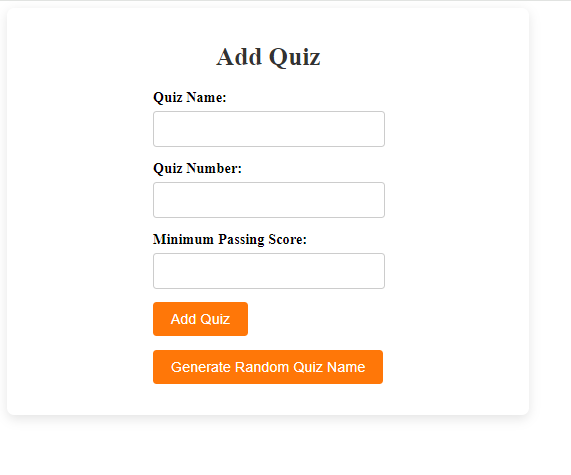 Add Quiz
Quiz Name:
Quiz Number:
Minimum Passing Score:
Add Quiz
Generate Random Quiz Name